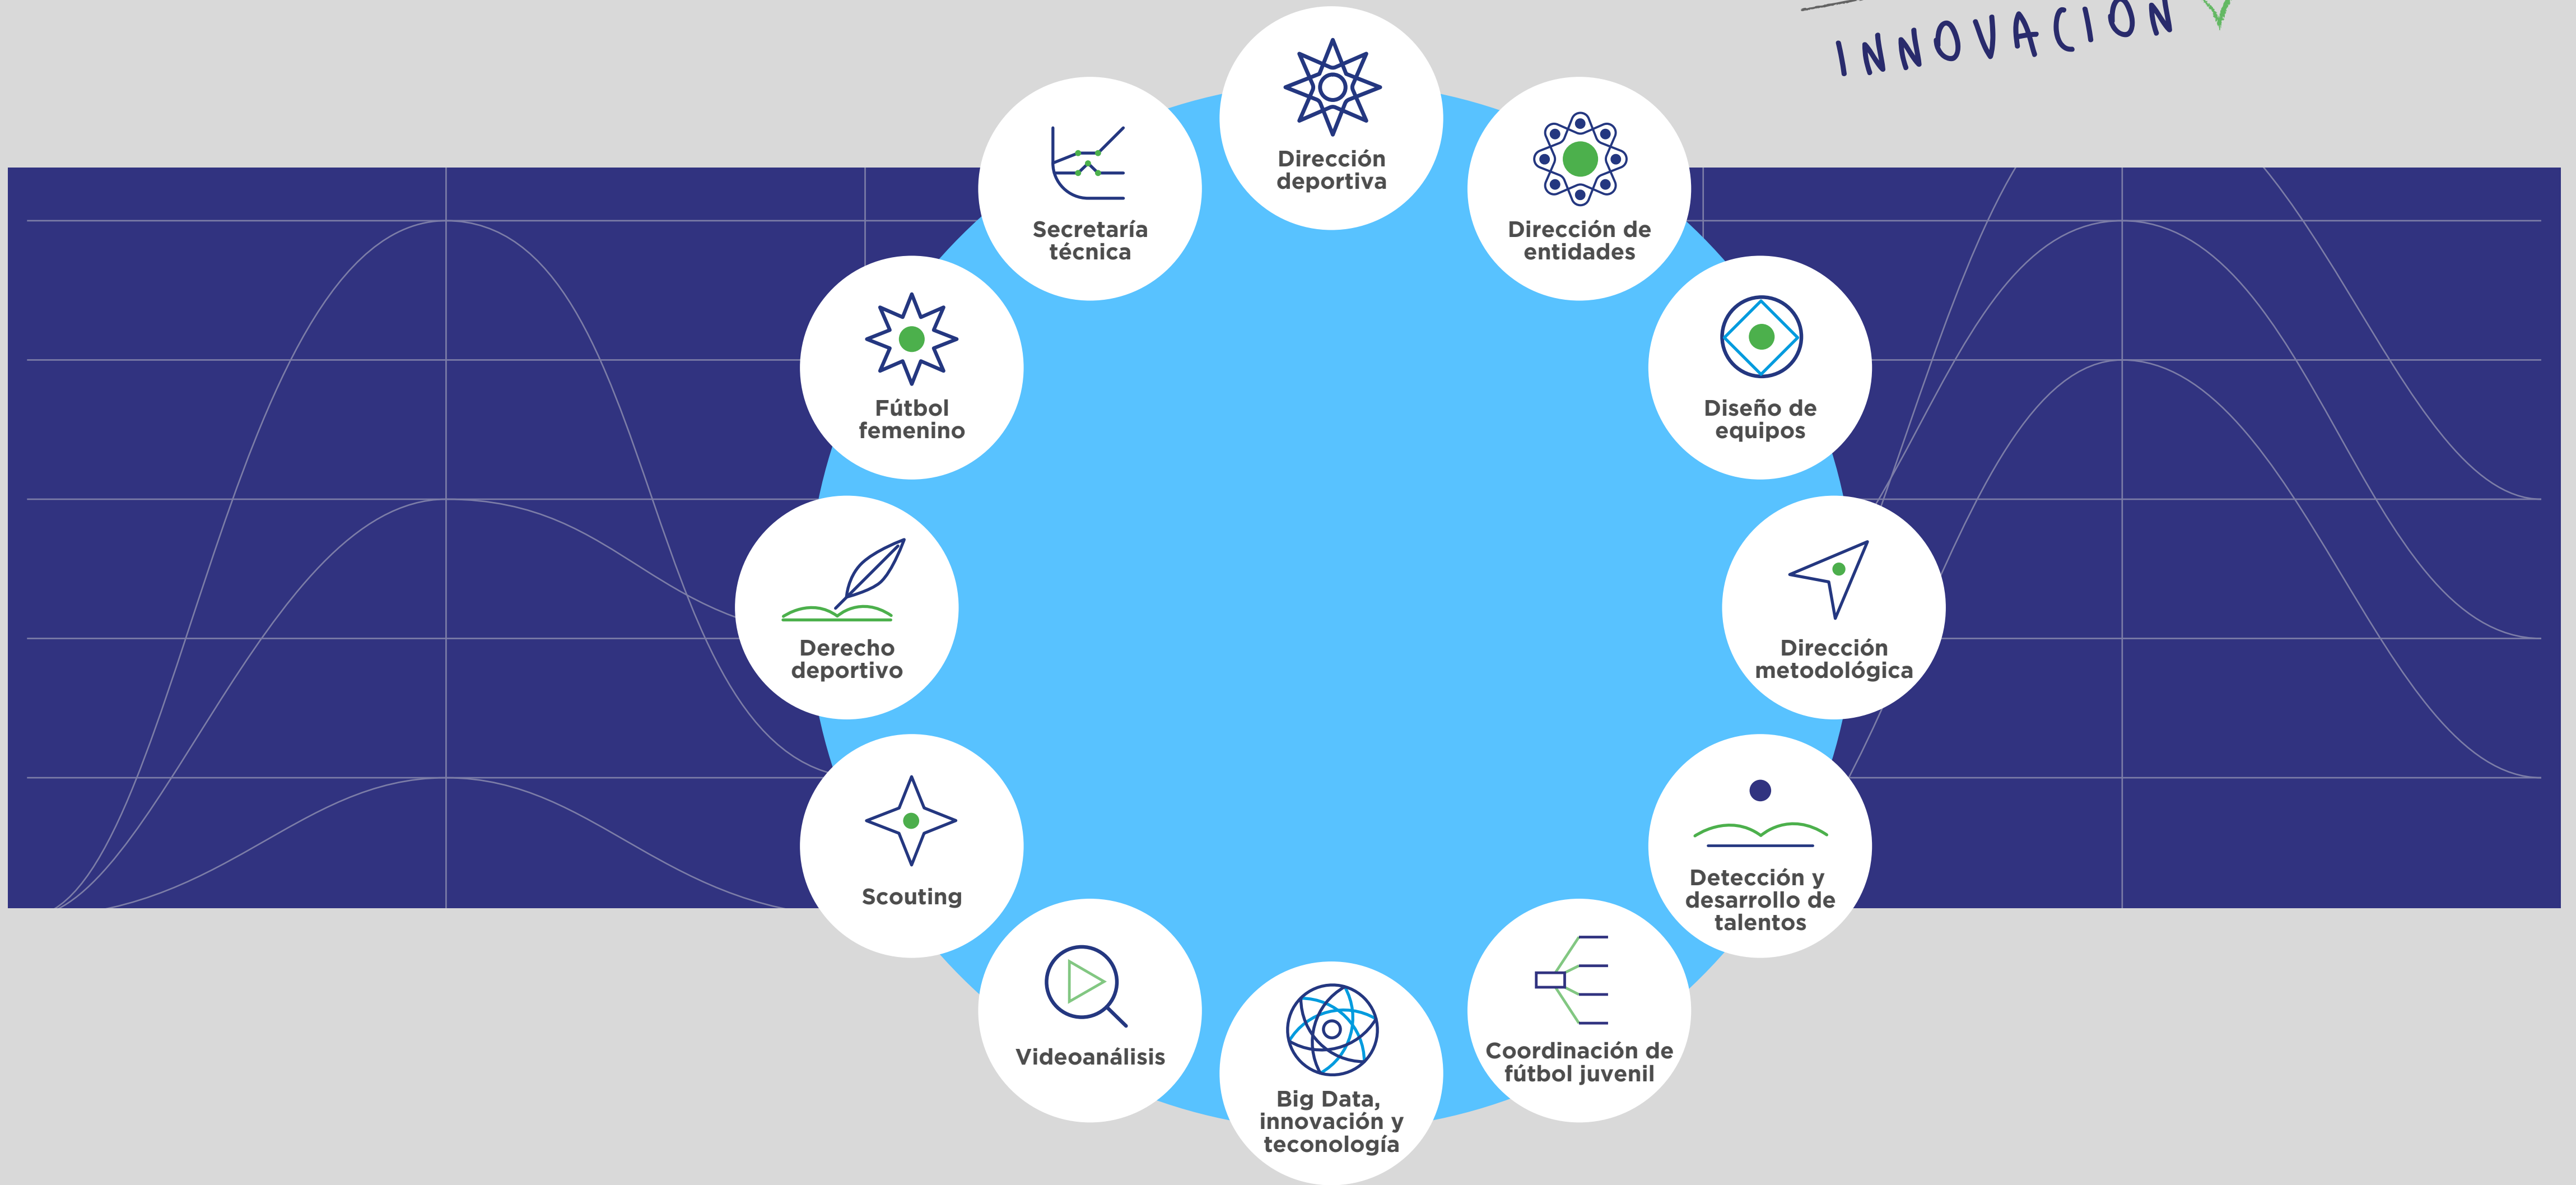 INNOVACIÓN
Dirección
deportiva
Dirección de
entidades
Diseño de
equipos
Dirección
metodológica
Detección y
desarrollo de
talentos
Coordinación de
fútbol juvenil
Big Data,
innovación y
teconología
Videoanálisis
Scouting
Derecho
deportivo
Fútbol
femenino
Secretaría
técnica